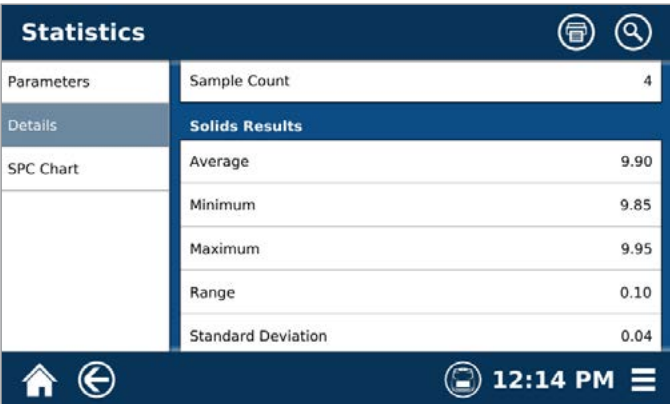 Statistics
Parameters
Details
SPC Chart
Sample Count 4
Solids Results
Average 9.90
Minimum 9.85
Maximum 9.95
Range 0.10
Standard Deviation 0.04
12:14 PM